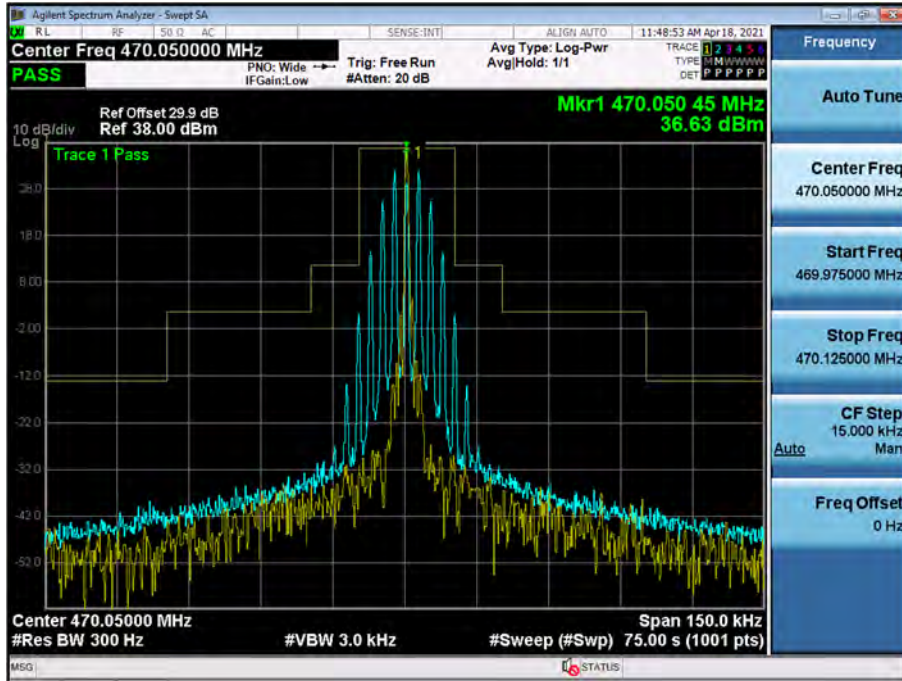 Agilent Spectrum Analyzer - Swept SA
RL RF 50 Ω AC SENSE:INT ALIGN AUTO 11:48:53 AM Apr 18, 2021
Center Freq 470.050000 MHz
PASS
PNO: Wide
IFGain:Low
Trig: Free Run
#Atten: 20 dB
Avg Type: Log-Pwr
Avg|Hold: 1/1
TRACE 1 2 3 4 5 6
TYPE M M W W W W
DET P P P P P P
Frequency
Mkr1 470.050 45 MHz
36.63 dBm
Ref Offset 29.9 dB
10 dB/div Ref 38.00 dBm
Log
Trace 1 Pass
1
28.0
18.0
8.00
-2.00
-12.0
-22.0
-32.0
-42.0
-52.0
Center 470.05000 MHz Span 150.0 kHz
#Res BW 300 Hz #VBW 3.0 kHz #Sweep (#Swp) 75.00 s (1001 pts)
MSG STATUS
Auto Tune
Center Freq
470.050000 MHz
Start Freq
469.975000 MHz
Stop Freq
470.125000 MHz
CF Step
15.000 kHz
Auto Man
Freq Offset
0 Hz